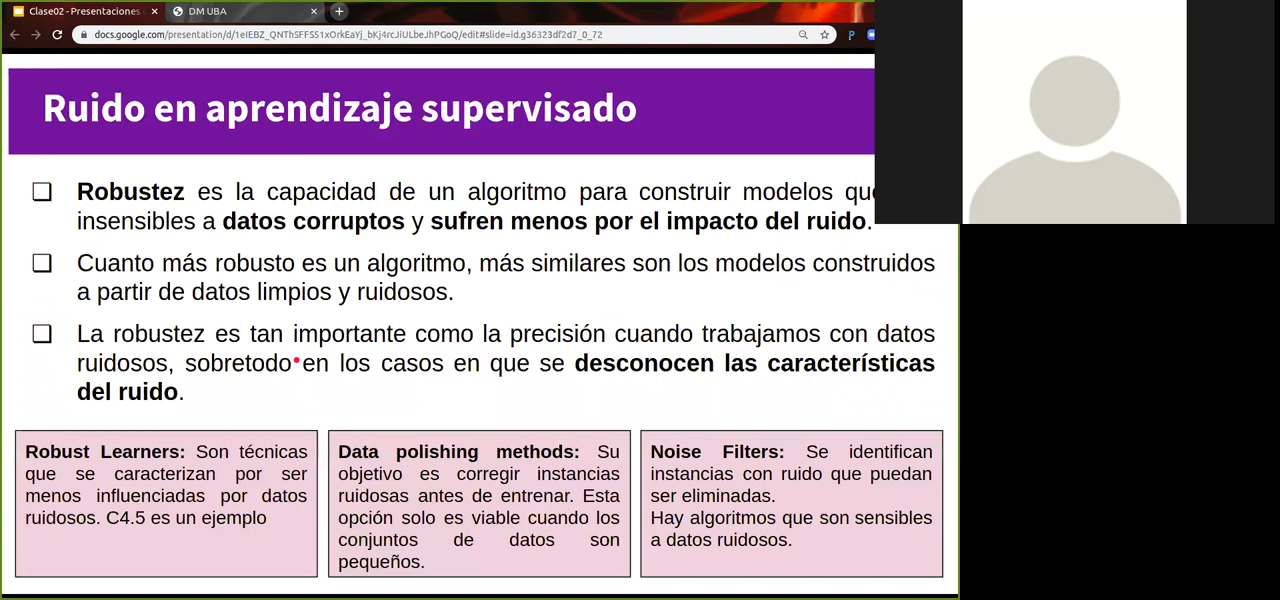 Clase02 - Presentaciones
DM UBA
docs.google.com/presentation/d/1eIEBZ_QNThSFFS51xOrkEaYj_bKj4rcJiULbeJhPGoQ/edit#slide=id.g36323df2d7_0_72
Ruido en aprendizaje supervisado
Robustez es la capacidad de un algoritmo para construir modelos
insensibles a datos corruptos y sufren menos por el impacto del ruido.
Cuanto más robusto es un algoritmo, más similares son los modelos construidos
a partir de datos limpios y ruidosos.
La robustez es tan importante como la precisión cuando trabajamos con datos
ruidosos, sobretodo en los casos en que se desconocen las características
del ruido.
Robust Learners: Son técnicas
que se caracterizan por ser
menos influenciadas por datos
ruidosos. C4.5 es un ejemplo
Data polishing methods: Su
objetivo es corregir instancias
ruidosas antes de entrenar. Esta
opción solo es viable cuando los
conjuntos de datos son
pequeños.
Noise Filters: Se identifican
instancias con ruido que puedan
ser eliminadas.
Hay algoritmos que son sensibles
a datos ruidosos.